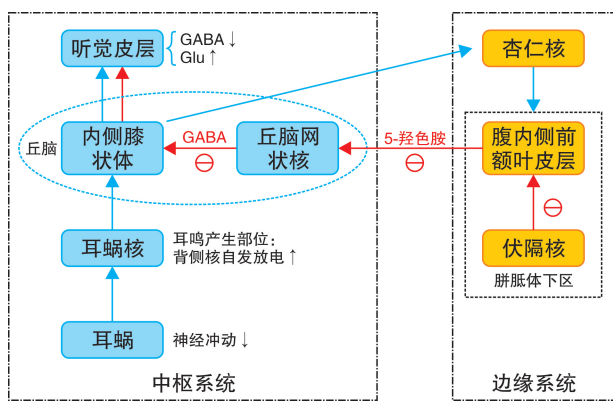 听觉皮层
GABA↓
Glu↑
杏仁核
丘脑
内侧膝
状体
GABA
⊖
丘脑网
状核
5-羟色胺
⊖
腹内侧前
额叶皮层
⊖
耳蜗核
耳鸣产生部位：
背侧核自发放电↑
伏隔核
胼胝体下区
耳蜗
神经冲动↓
中枢系统
边缘系统